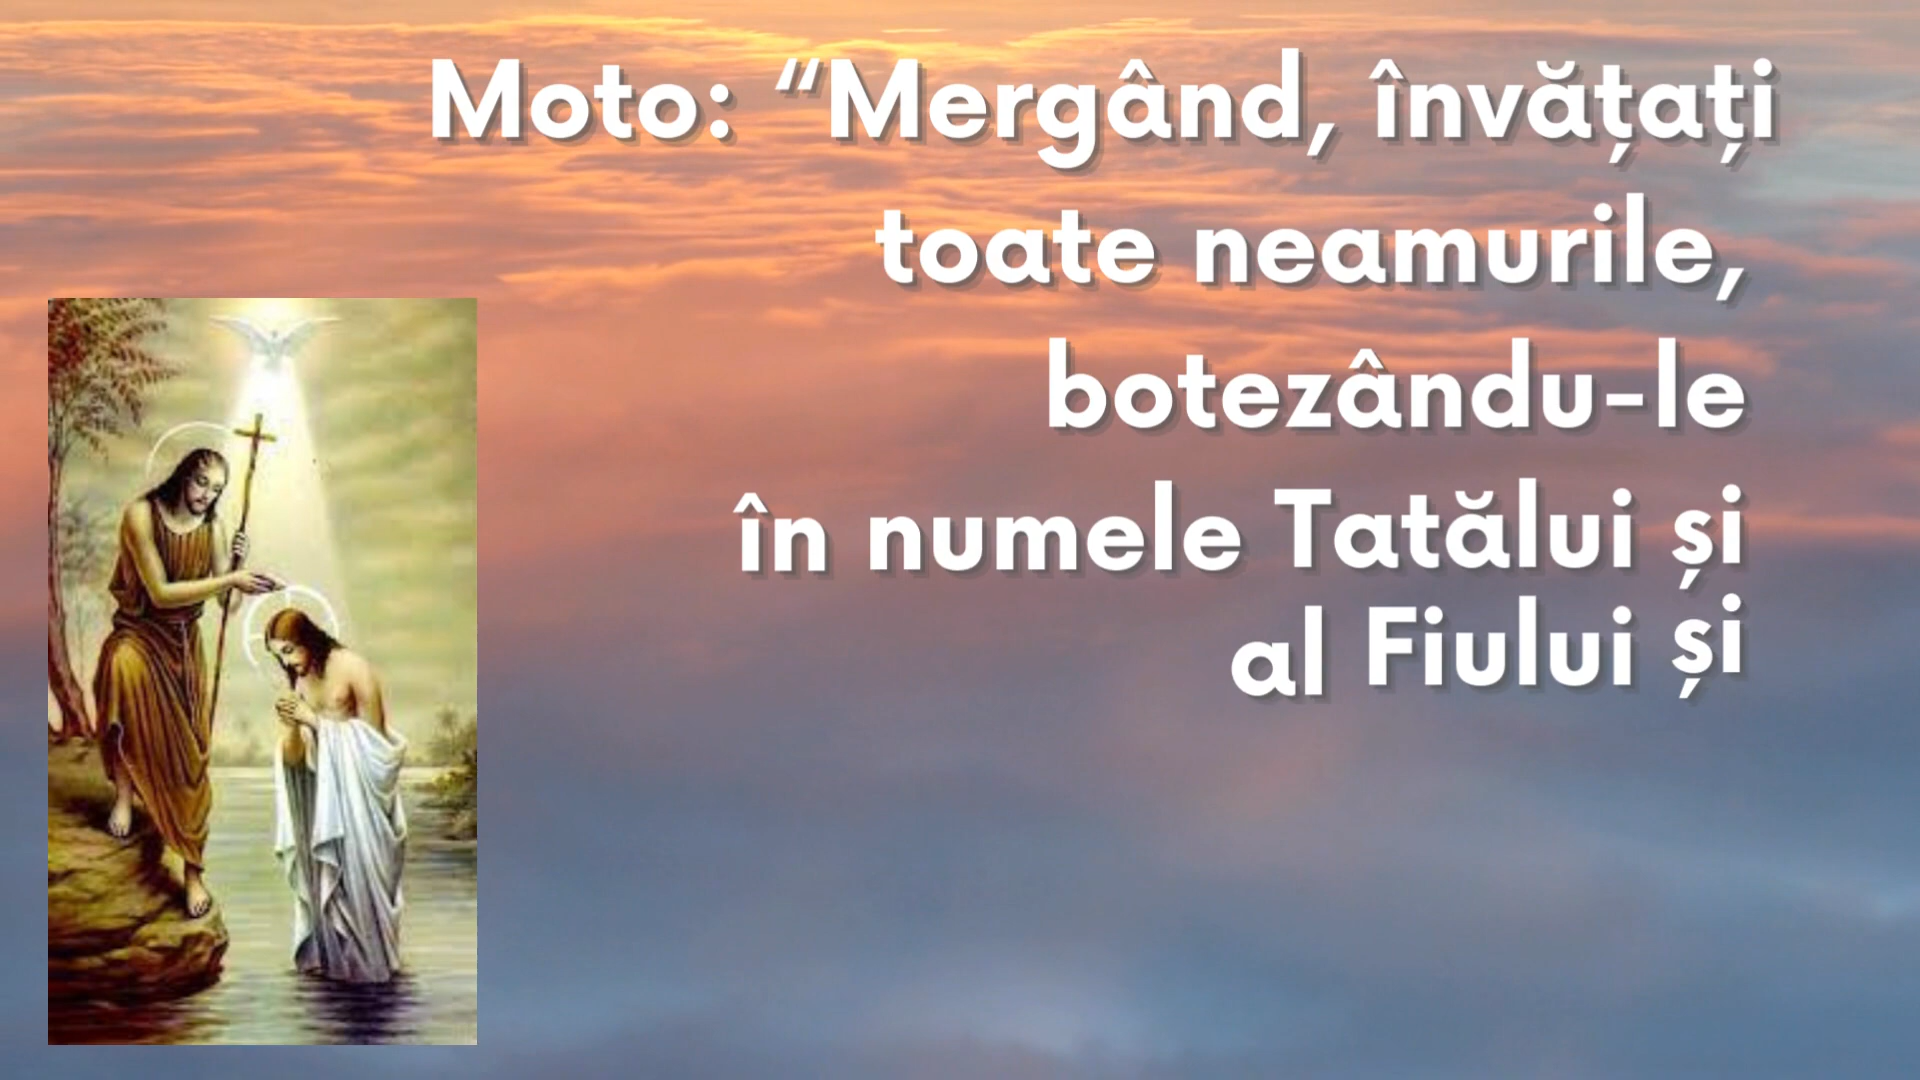 Moto: “Mergând, învățați
toate neamurile,
botezându-le
în numele Tatălui și
al Fiului și